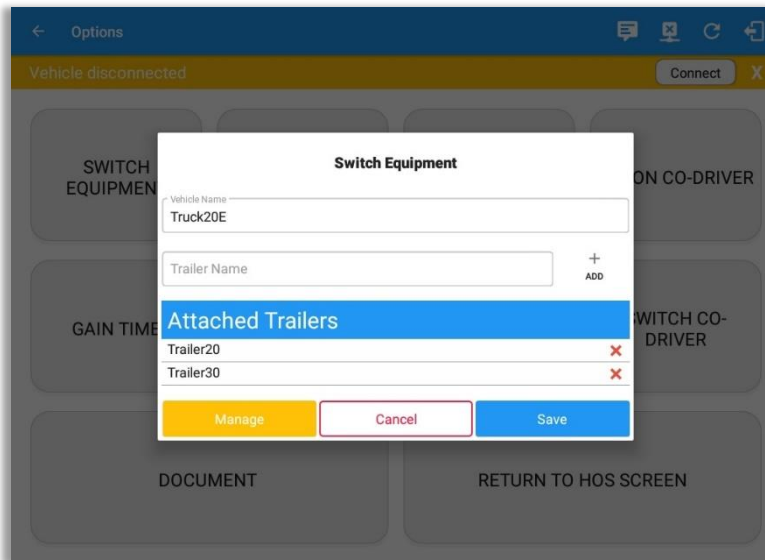 Options
Vehicle disconnected
Connect
X
SWITCH
EQUIPMEN
ON CO-DRIVER
Switch Equipment
Vehicle Name
Truck20E
Trailer Name
+
ADD
Attached Trailers
Trailer20
Trailer30
GAIN TIME
WITCH CO-
DRIVER
Manage
Cancel
Save
DOCUMENT
RETURN TO HOS SCREEN